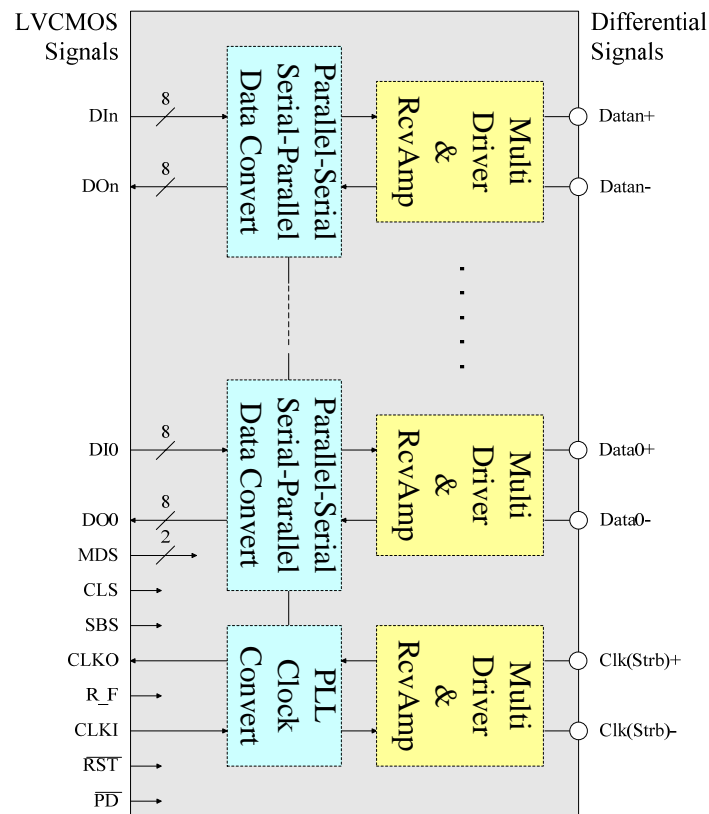 LVCMOS
Signals
Differential
Signals
DIn
8
Parallel-Serial
Serial-Parallel
Data Convert
Multi
Driver
&
RcvAmp
Datan+
DOn
8
Datan-
DI0
8
Parallel-Serial
Serial-Parallel
Data Convert
Multi
Driver
&
RcvAmp
Data0+
DO0
8
Data0-
MDS
2
CLS
SBS
CLKO
PLL
Clock
Convert
Multi
Driver
&
RcvAmp
Clk(Strb)+
R_F
CLKI
Clk(Strb)-
R̅S̅T̅
P̅D̅